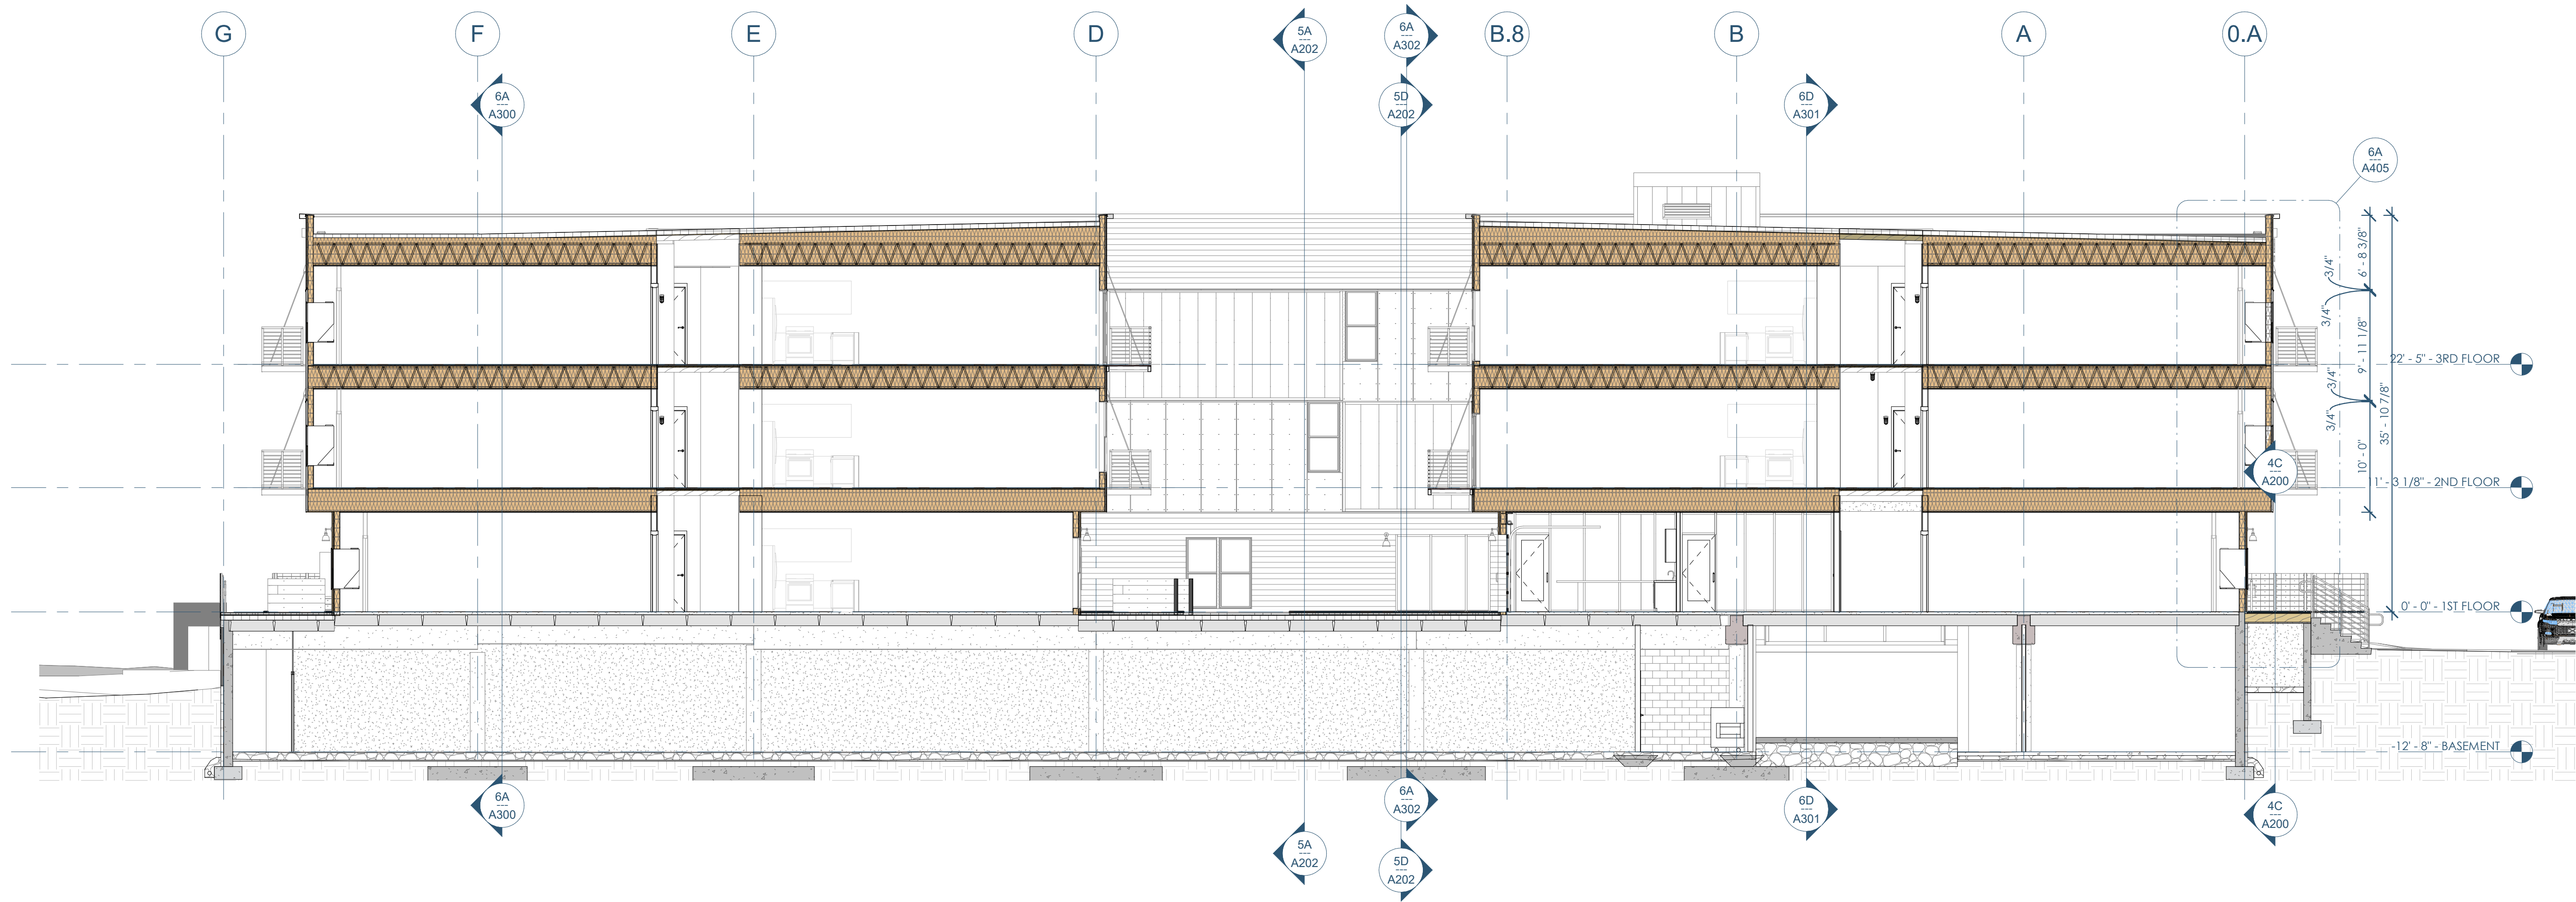 G
F
E
D
B.8
B
A
0.A
5A
---
A202
6A
---
A302
6A
---
A300
5D
---
A202
6D
---
A301
6A
---
A405
6' - 8 3/8"
3/4"
3/4"
9' - 11 1/8"
22' - 5" - 3RD FLOOR
3/4"
3/4"
35' - 10 7/8"
10' - 0"
4C
---
A200
11' - 3 1/8" - 2ND FLOOR
0' - 0" - 1ST FLOOR
-12' - 8" - BASEMENT
6A
---
A300
6A
---
A302
6D
---
A301
4C
---
A200
5A
---
A202
5D
---
A202